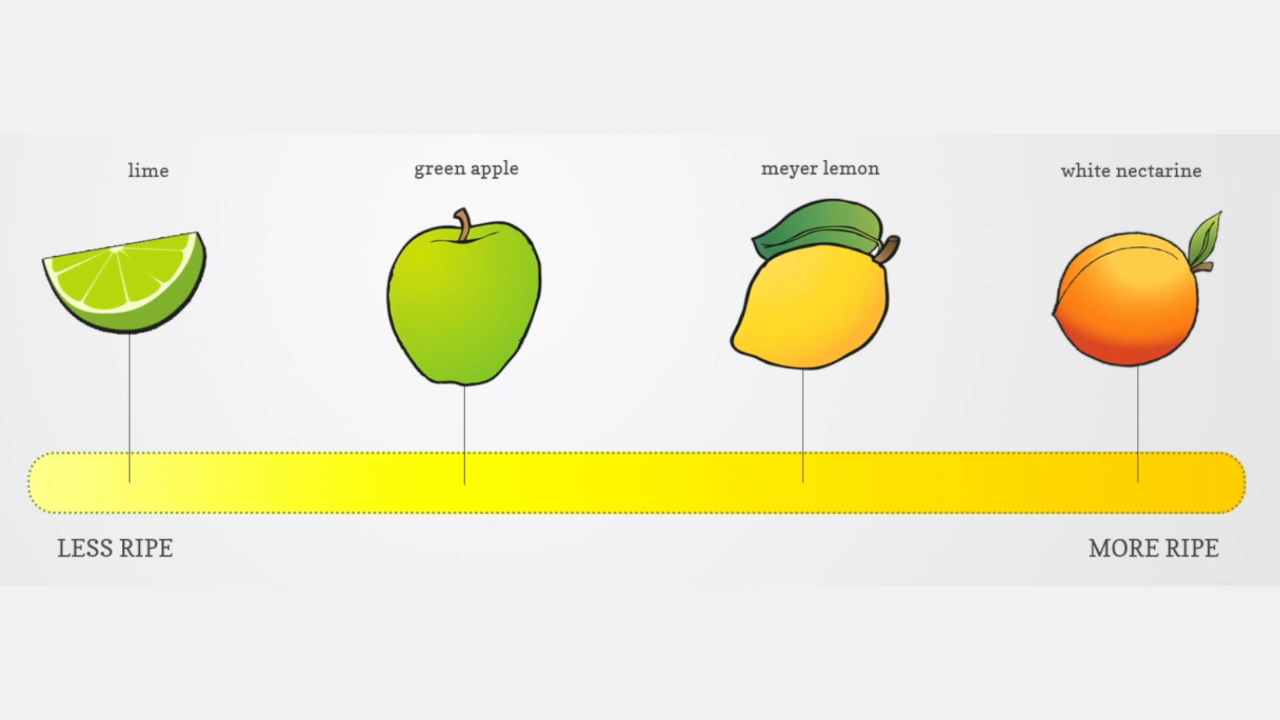 lime
green apple
meyer lemon
white nectarine
LESS RIPE
MORE RIPE